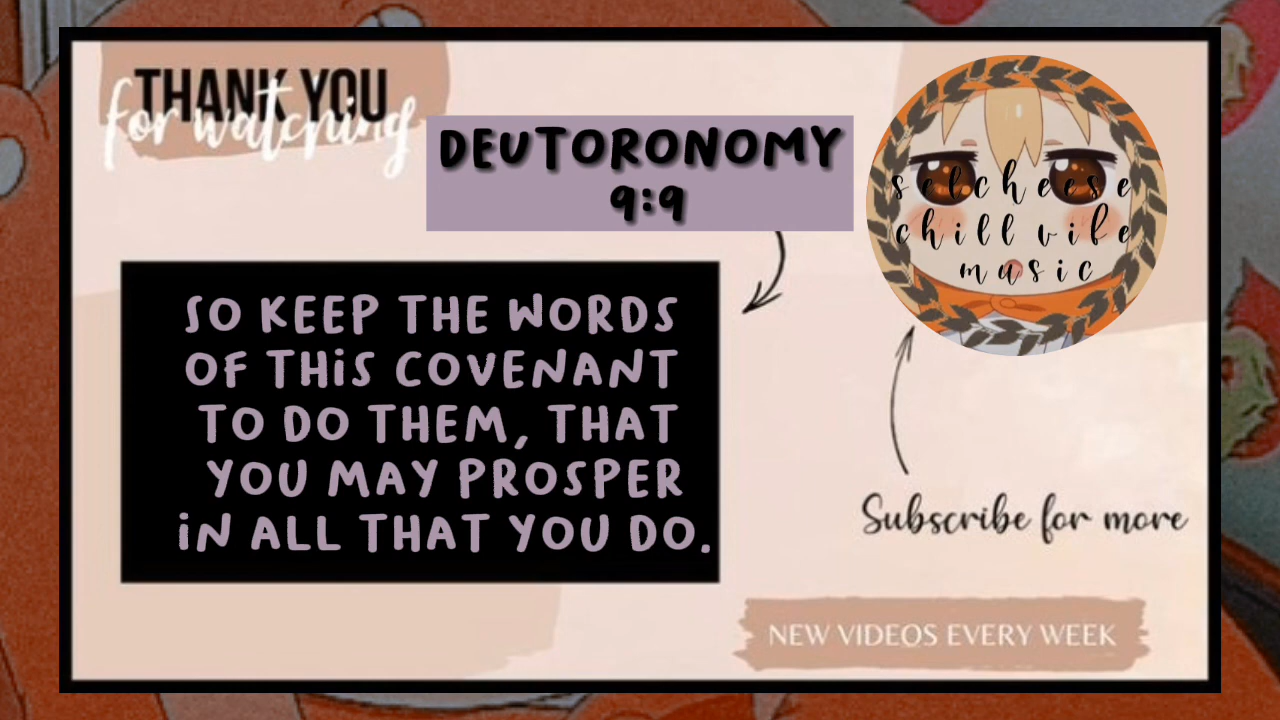 THANK YOU
for watching
DEUTORONOMY
9:9
selcheese
chill vibe
music
SO KEEP THE WORDS
OF THIS COVENANT
TO DO THEM, THAT
YOU MAY PROSPER
IN ALL THAT YOU DO.
Subscribe for more
NEW VIDEOS EVERY WEEK